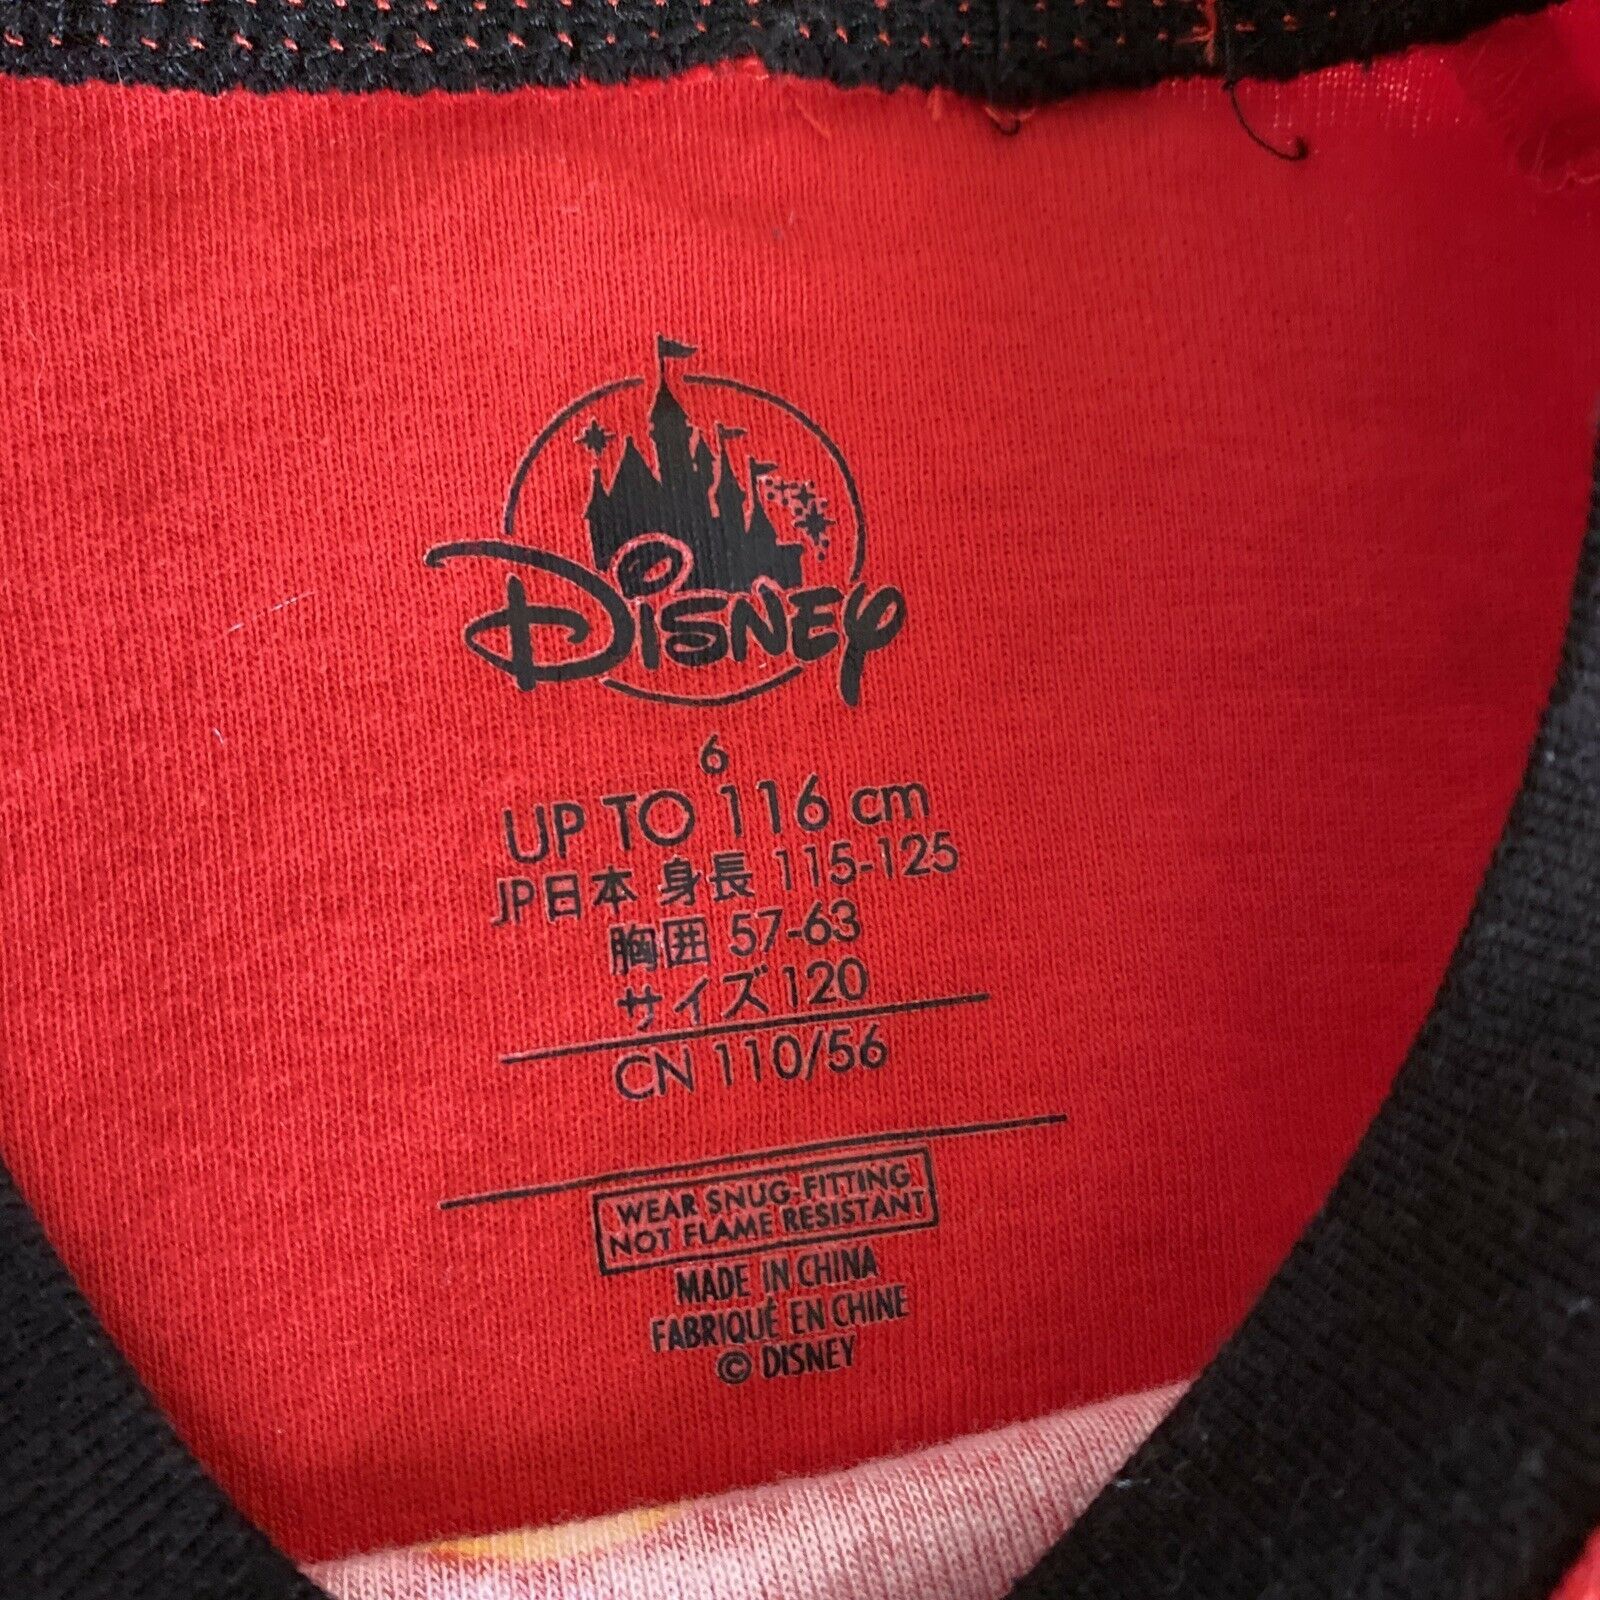 Disney
6
UP TO 116 cm
JP日本 身長 115-125
胸囲 57-63
サイズ120
CN 110/56
WEAR SNUG-FITTING
NOT FLAME RESISTANT
MADE IN CHINA
FABRIQUÉ EN CHINE
© DISNEY